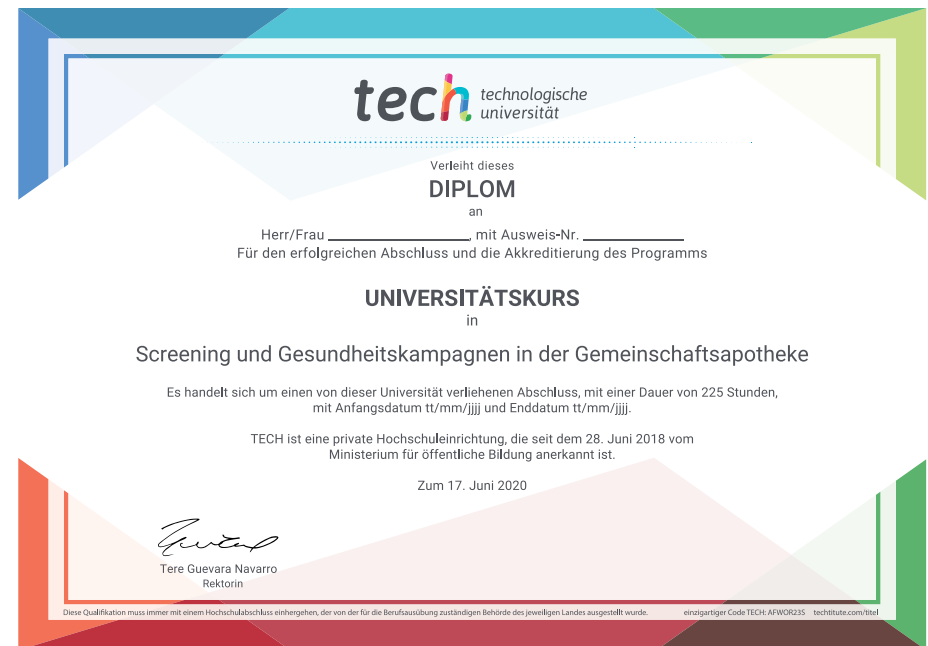 tech technologische
universität
Verleiht dieses
DIPLOM
an
Herr/Frau ____________________, mit Ausweis-Nr. ______________
Für den erfolgreichen Abschluss und die Akkreditierung des Programms
UNIVERSITÄTSKURS
in
Screening und Gesundheitskampagnen in der Gemeinschaftsapotheke
Es handelt sich um einen von dieser Universität verliehenen Abschluss, mit einer Dauer von 225 Stunden,
mit Anfangsdatum tt/mm/jjjj und Enddatum tt/mm/jjjj.
TECH ist eine private Hochschuleinrichtung, die seit dem 28. Juni 2018 vom
Ministerium für öffentliche Bildung anerkannt ist.
Zum 17. Juni 2020
Tere Guevara Navarro
Rektorin
Diese Qualifikation muss immer mit einem Hochschulabschluss einhergehen, der von der für die Berufsausübung zuständigen Behörde des jeweiligen Landes ausgestellt wurde. einzigartiger Code TECH: AFWOR23S techtitute.com/titel